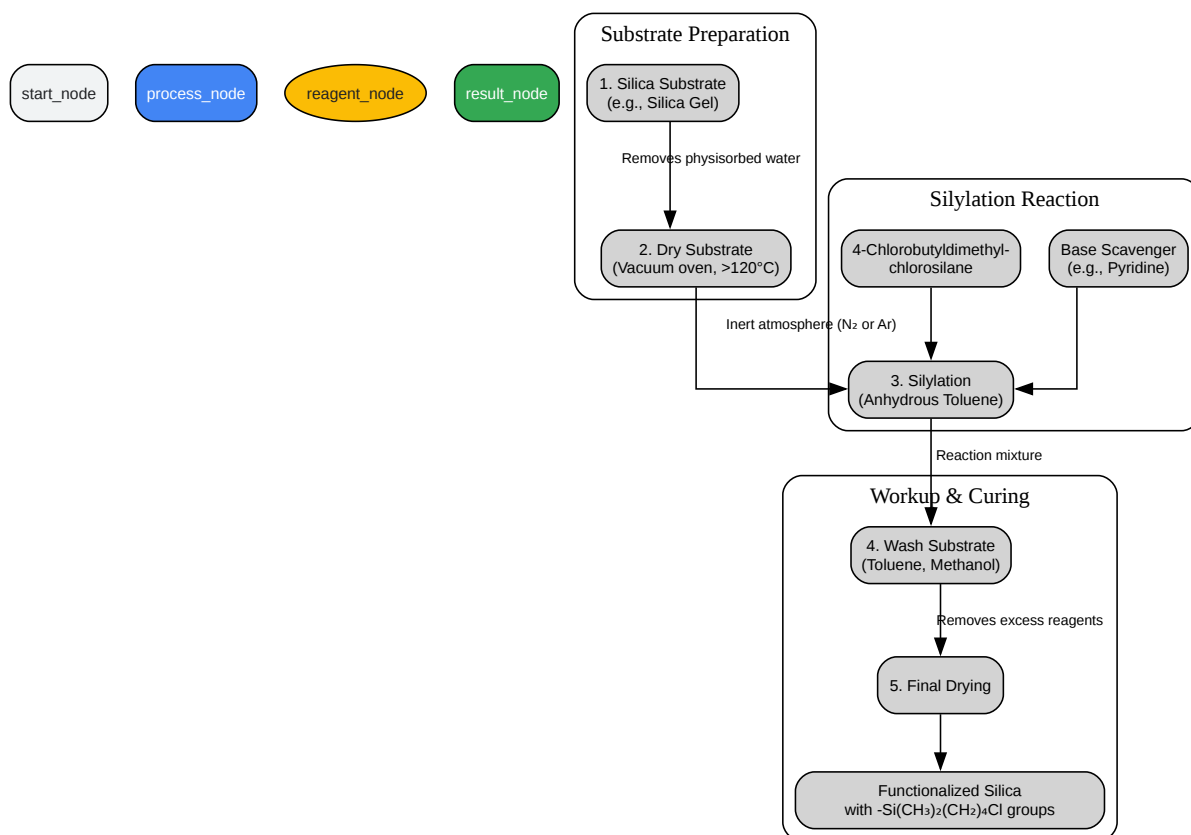 start_node
process_node
reagent_node
result_node
Substrate Preparation
1. Silica Substrate
(e.g., Silica Gel)
Removes physisorbed water
2. Dry Substrate
(Vacuum oven, >120°C)
Inert atmosphere (N₂ or Ar)
Silylation Reaction
4-Chlorobutyldimethyl-
chlorosilane
Base Scavenger
(e.g., Pyridine)
3. Silylation
(Anhydrous Toluene)
Reaction mixture
Workup & Curing
4. Wash Substrate
(Toluene, Methanol)
Removes excess reagents
5. Final Drying
Functionalized Silica
with -Si(CH₃)₂(CH₂)₄Cl groups